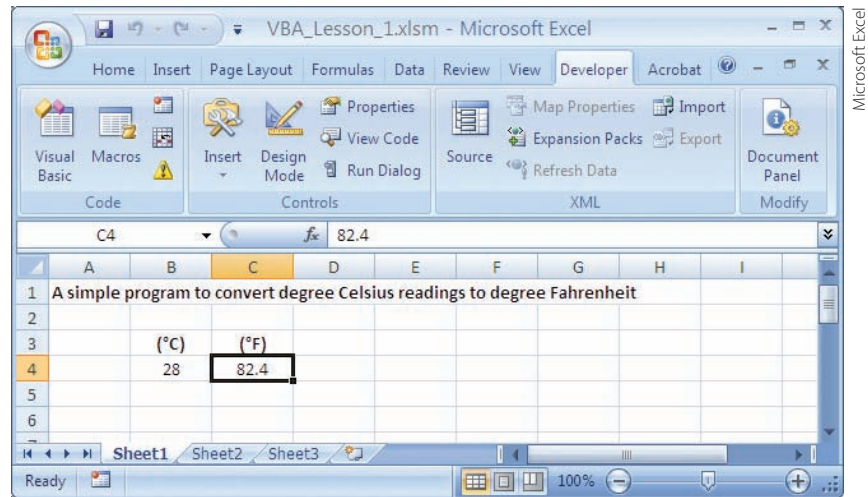 VBA_Lesson_1.xlsm - Microsoft Excel
Home Insert Page Layout Formulas Data Review View Developer Acrobat
Visual Basic
Macros
Code
Insert
Design Mode
Properties
View Code
Run Dialog
Controls
Source
Map Properties
Expansion Packs
Refresh Data
Import
Export
XML
Document Panel
Modify
C4 fx 82.4
A B C D E F G H I
1 A simple program to convert degree Celsius readings to degree Fahrenheit
2
3 (°C) (°F)
4 28 82.4
5
6
Sheet1 Sheet2 Sheet3
Ready 100%
Microsoft Excel